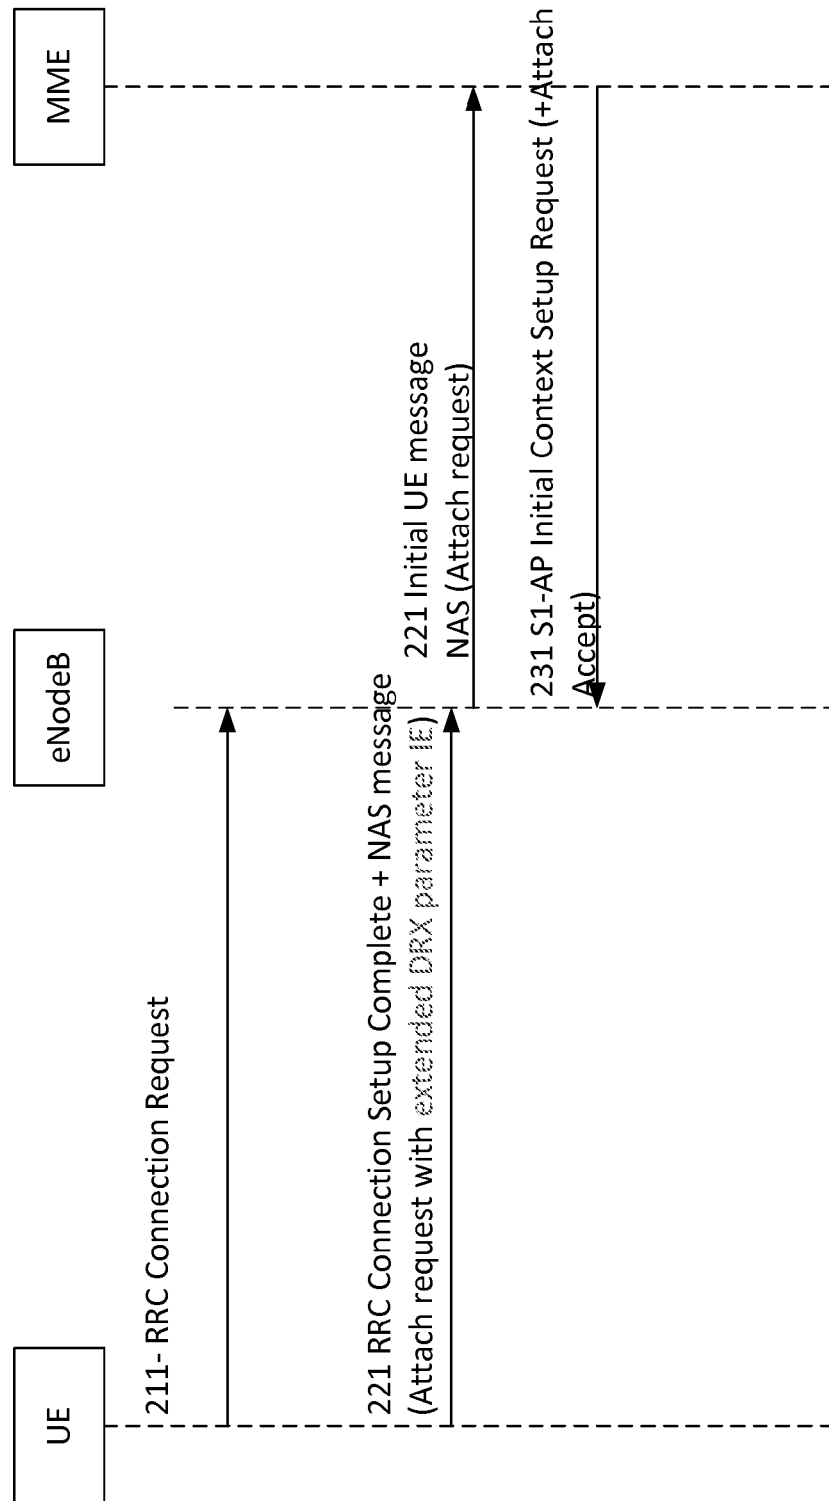 UE
eNodeB
MME
211- RRC Connection Request
221 RRC Connection Setup Complete + NAS message
(Attach request with extended DRX parameter IE)
221 Initial UE message
NAS (Attach request)
231 S1-AP Initial Context Setup Request (+Attach
Accept)